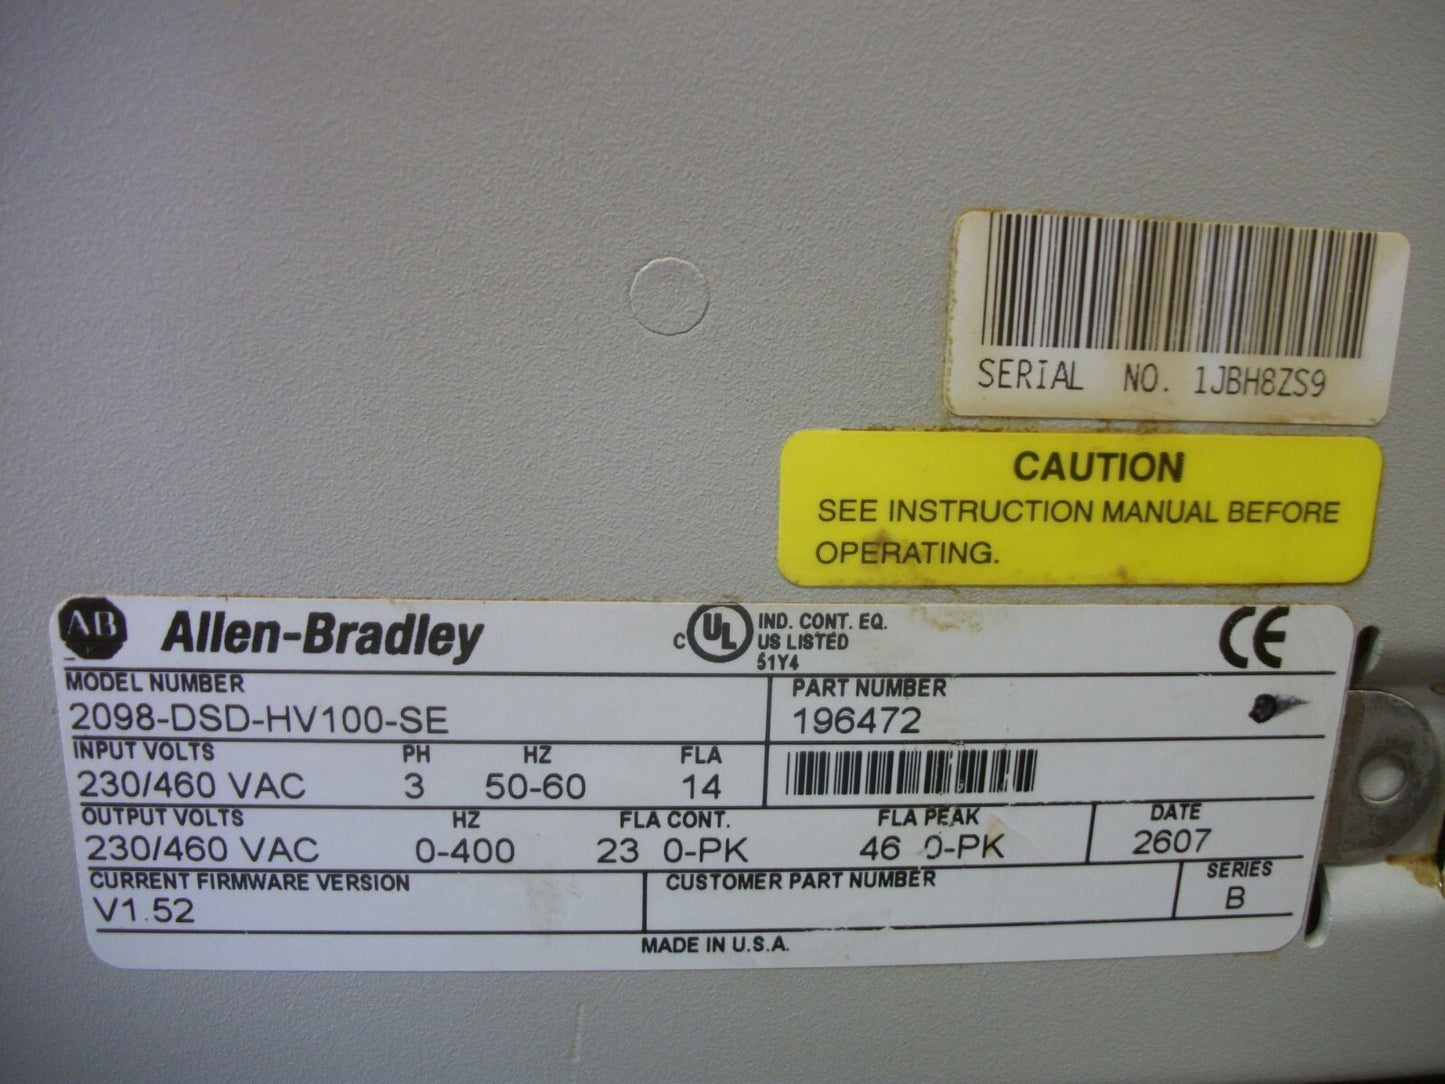 SERIAL NO. 1JBH8ZS9
CAUTION
SEE INSTRUCTION MANUAL BEFORE
OPERATING.
AB Allen-Bradley
C UL IND. CONT. EQ.
US LISTED
51Y4
CE
MODEL NUMBER PART NUMBER
2098-DSD-HV100-SE 196472
INPUT VOLTS PH HZ FLA
230/460 VAC 3 50-60 14
OUTPUT VOLTS HZ FLA CONT. FLA PEAK DATE
230/460 VAC 0-400 23 0-PK 46 0-PK 2607
CURRENT FIRMWARE VERSION CUSTOMER PART NUMBER SERIES
V1.52 B
MADE IN U.S.A.